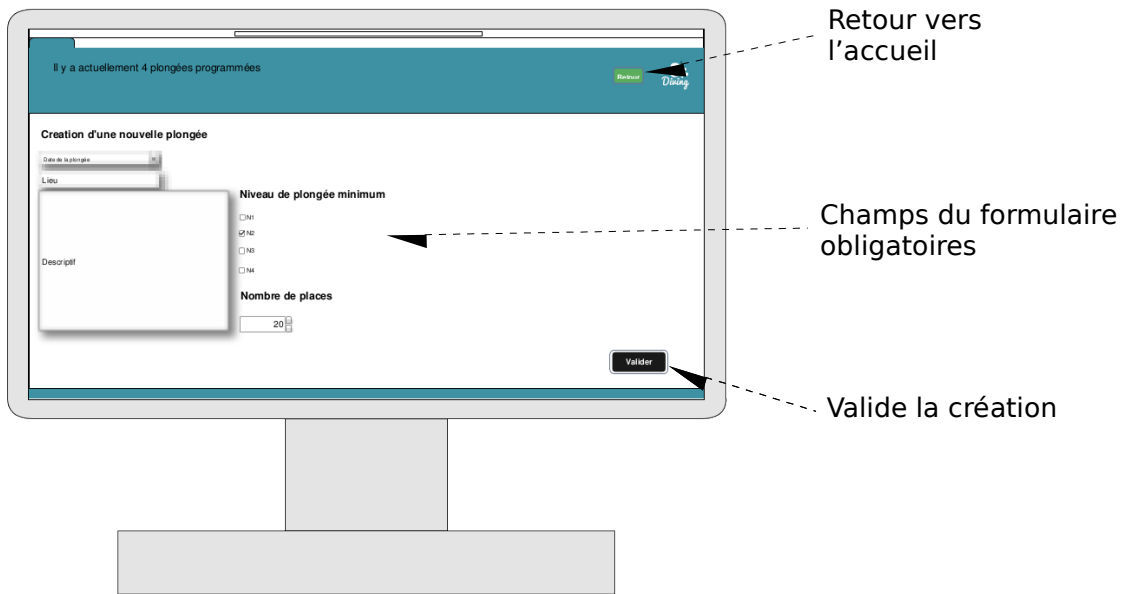 Retour vers
l’accueil
Il y a actuellement 4 plongées programmées
Retour
Diving
Creation d'une nouvelle plongée
Date de la plongée
Lieu
Niveau de plongée minimum
N1
N2
N3
N4
Descriptif
Champs du formulaire
obligatoires
Nombre de places
20
Valider
Valide la création